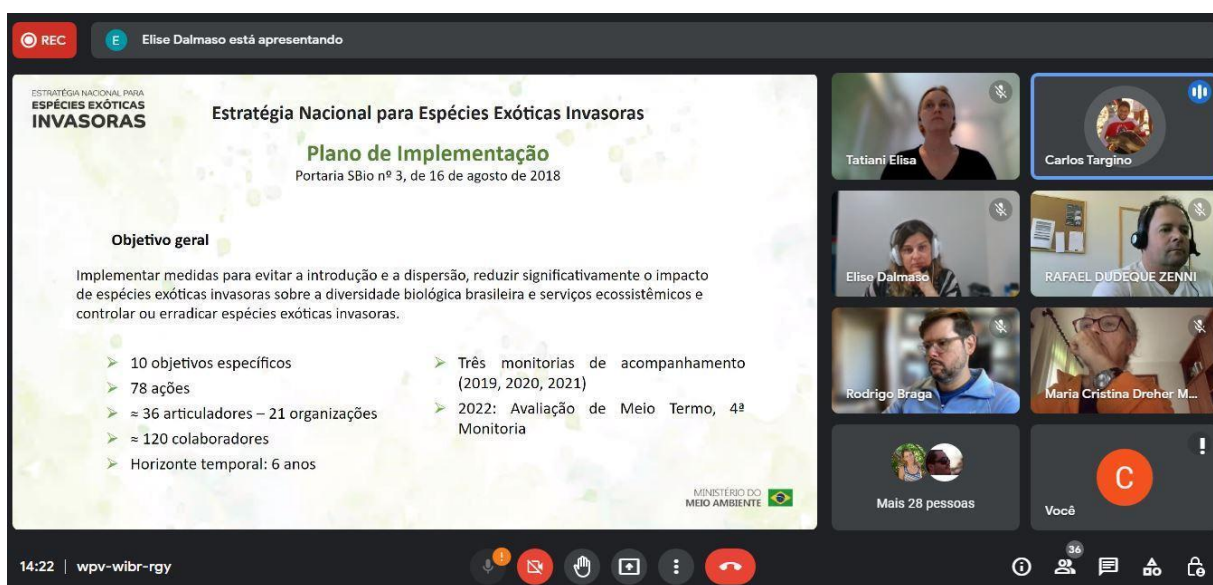 REC
E
Elise Dalmaso está apresentando
ESTRATÉGIA NACIONAL PARA
ESPÉCIES EXÓTICAS
INVASORAS
Estratégia Nacional para Espécies Exóticas Invasoras
Plano de Implementação
Portaria SBio nº 3, de 16 de agosto de 2018
Objetivo geral
Implementar medidas para evitar a introdução e a dispersão, reduzir significativamente o impacto
de espécies exóticas invasoras sobre a diversidade biológica brasileira e serviços ecossistêmicos e
controlar ou erradicar espécies exóticas invasoras.
➢ 10 objetivos específicos
➢ 78 ações
➢ ≈ 36 articuladores – 21 organizações
➢ ≈ 120 colaboradores
➢ Horizonte temporal: 6 anos
➢ Três monitorias de acompanhamento
(2019, 2020, 2021)
➢ 2022: Avaliação de Meio Termo, 4ª
Monitoria
MINISTÉRIO DO
MEIO AMBIENTE
Tatiani Elisa
Carlos Targino
Elise Dalmaso
RAFAEL DUDEQUE ZENNI
Rodrigo Braga
Maria Cristina Dreher M...
Mais 28 pessoas
C
Você
14:22 | wpv-wibr-rgy
36